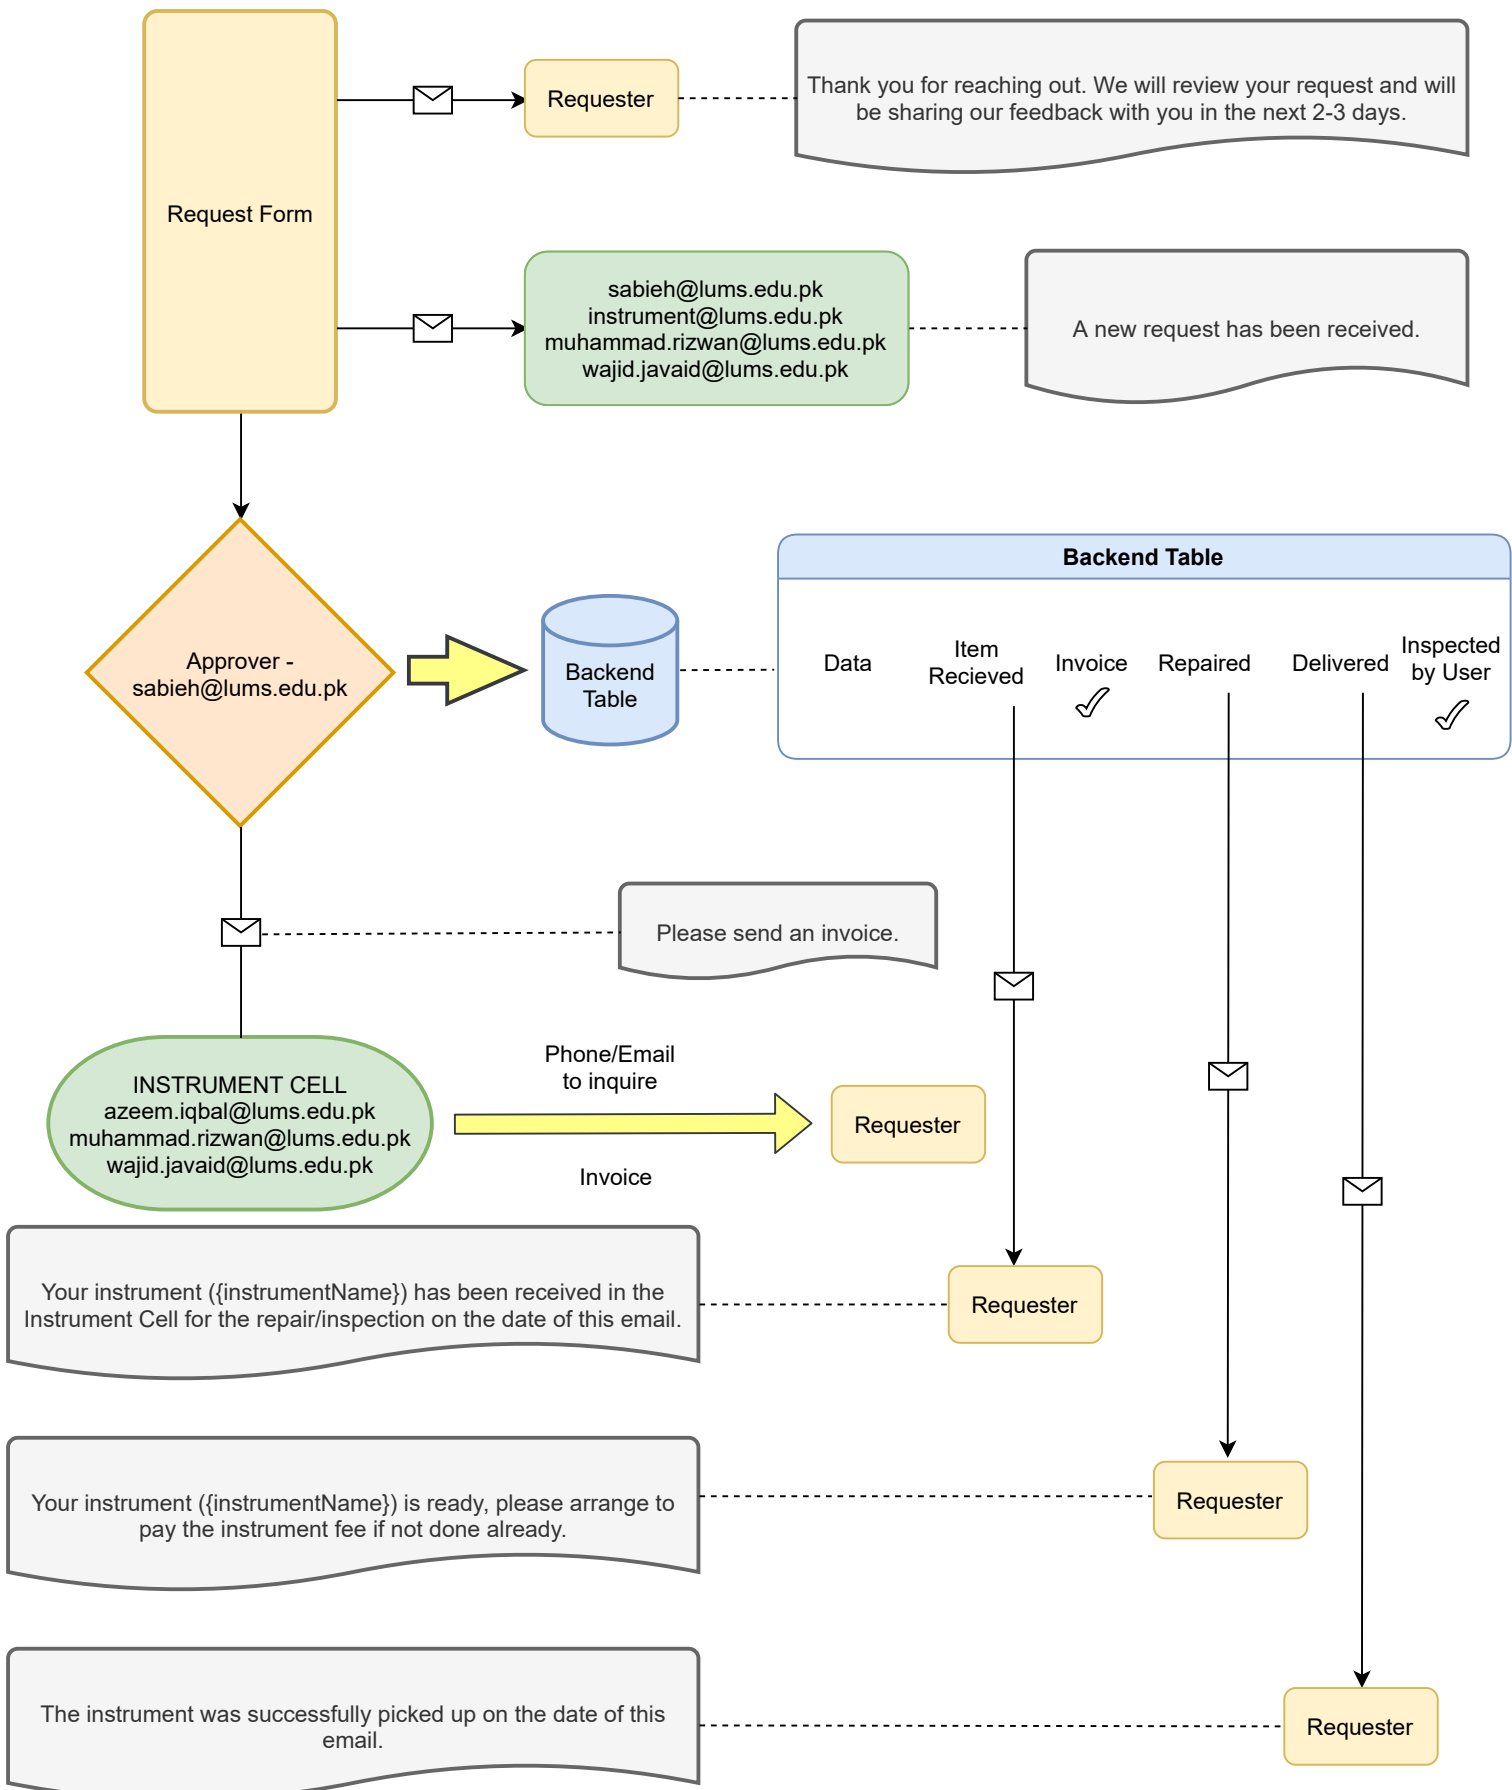 Request Form
Requester
Thank you for reaching out. We will review your request and will
be sharing our feedback with you in the next 2-3 days.
sabieh@lums.edu.pk
instrument@lums.edu.pk
muhammad.rizwan@lums.edu.pk
wajid.javaid@lums.edu.pk
A new request has been received.
Approver -
sabieh@lums.edu.pk
Backend
Table
Backend Table
Data
Item
Recieved
Invoice
Repaired
Delivered
Inspected
by User
Please send an invoice.
INSTRUMENT CELL
azeem.iqbal@lums.edu.pk
muhammad.rizwan@lums.edu.pk
wajid.javaid@lums.edu.pk
Phone/Email
to inquire
Invoice
Requester
Your instrument ({instrumentName}) has been received in the
Instrument Cell for the repair/inspection on the date of this email.
Requester
Your instrument ({instrumentName}) is ready, please arrange to
pay the instrument fee if not done already.
Requester
The instrument was successfully picked up on the date of this
email.
Requester